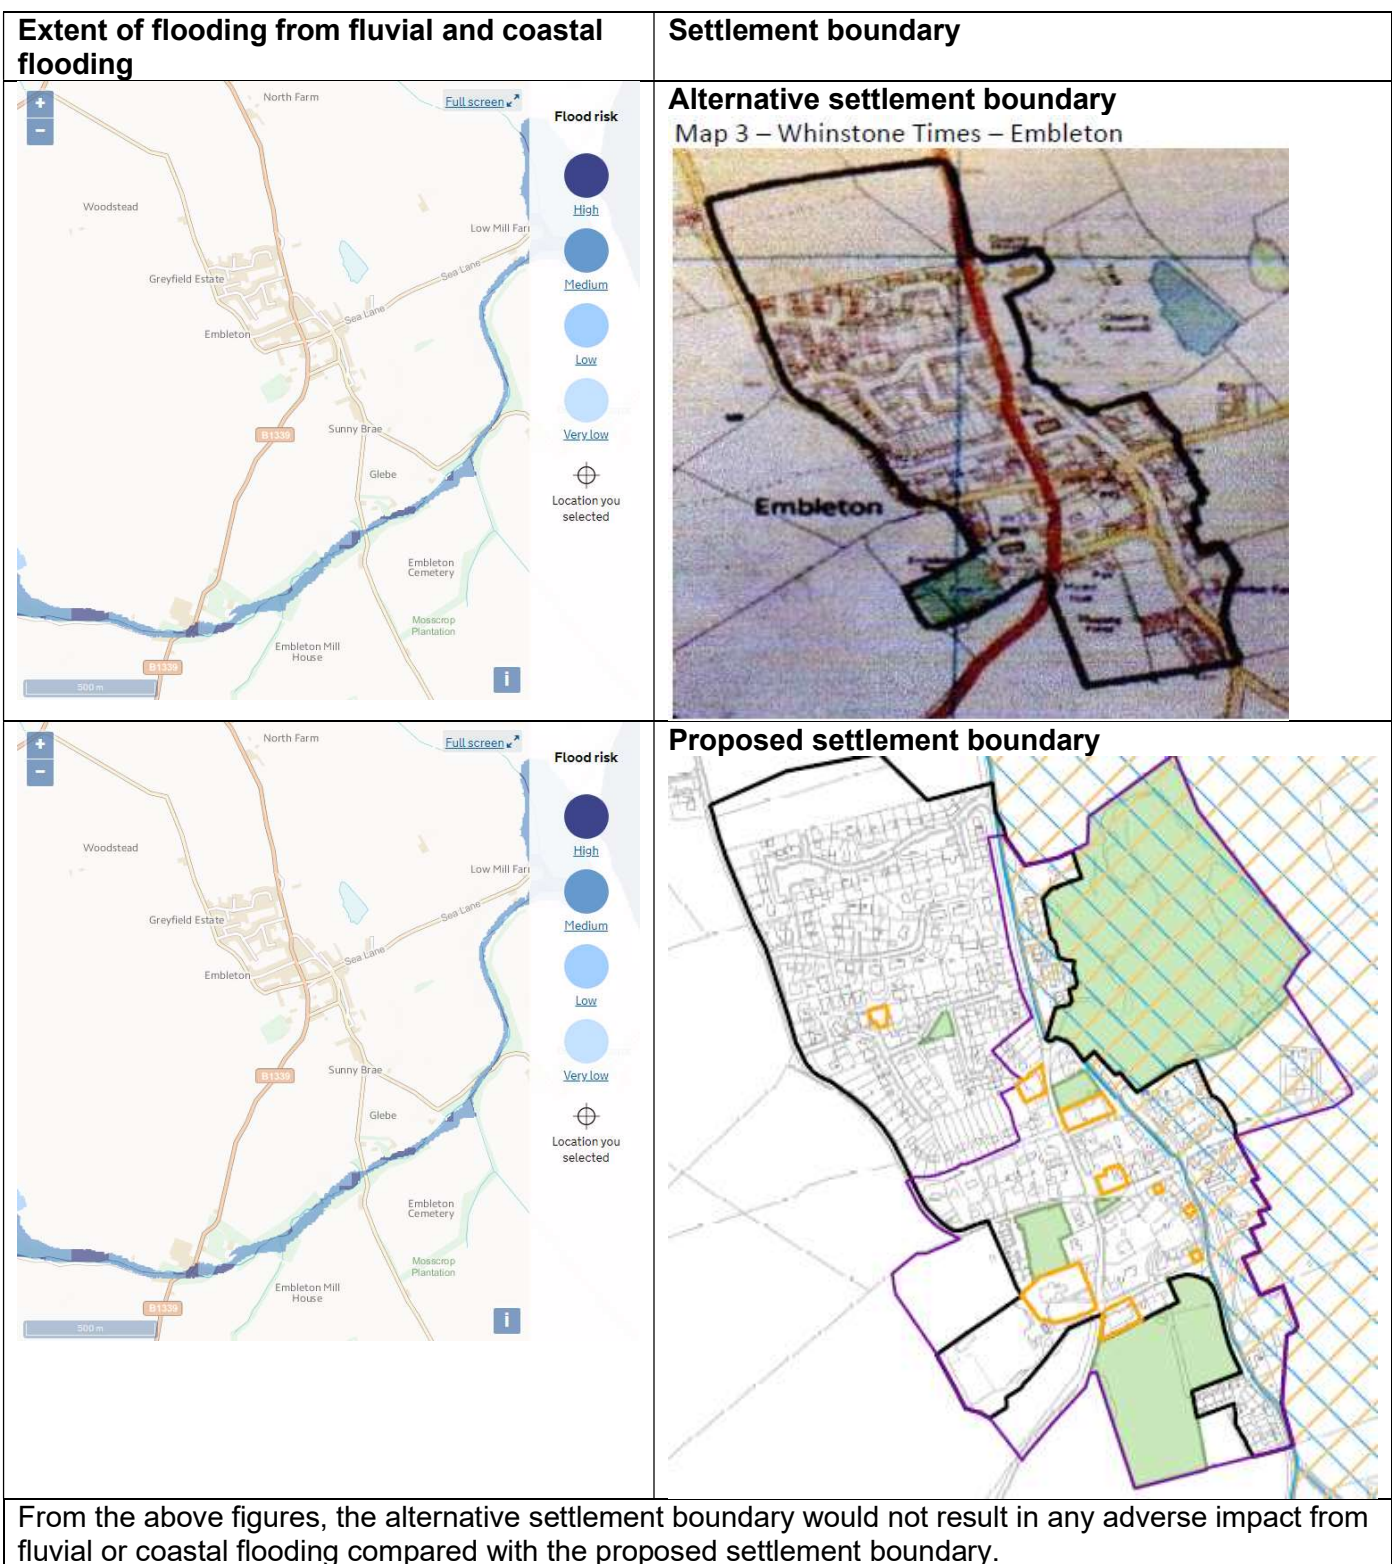 Extent of flooding from fluvial and coastal
flooding
Settlement boundary
+
−
North Farm
Full screen
Flood risk
High
Woodstead
Low Mill Far
Medium
Greyfield Estate
Sea Lane
Sea Lane
Embleton
Low
Very low
B1339
Sunny Brae
Glebe
Location you
selected
Embleton
Cemetery
Mosscrop
Plantation
Embleton Mill
House
B1339
500 m
i
Alternative settlement boundary
Map 3 – Whinstone Times – Embleton
Embleton
+
−
North Farm
Full screen
Flood risk
High
Woodstead
Low Mill Far
Medium
Greyfield Estate
Sea Lane
Sea Lane
Embleton
Low
Very low
B1339
Sunny Brae
Glebe
Location you
selected
Embleton
Cemetery
Mosscrop
Plantation
Embleton Mill
House
B1339
500 m
i
Proposed settlement boundary
From the above figures, the alternative settlement boundary would not result in any adverse impact from
fluvial or coastal flooding compared with the proposed settlement boundary.